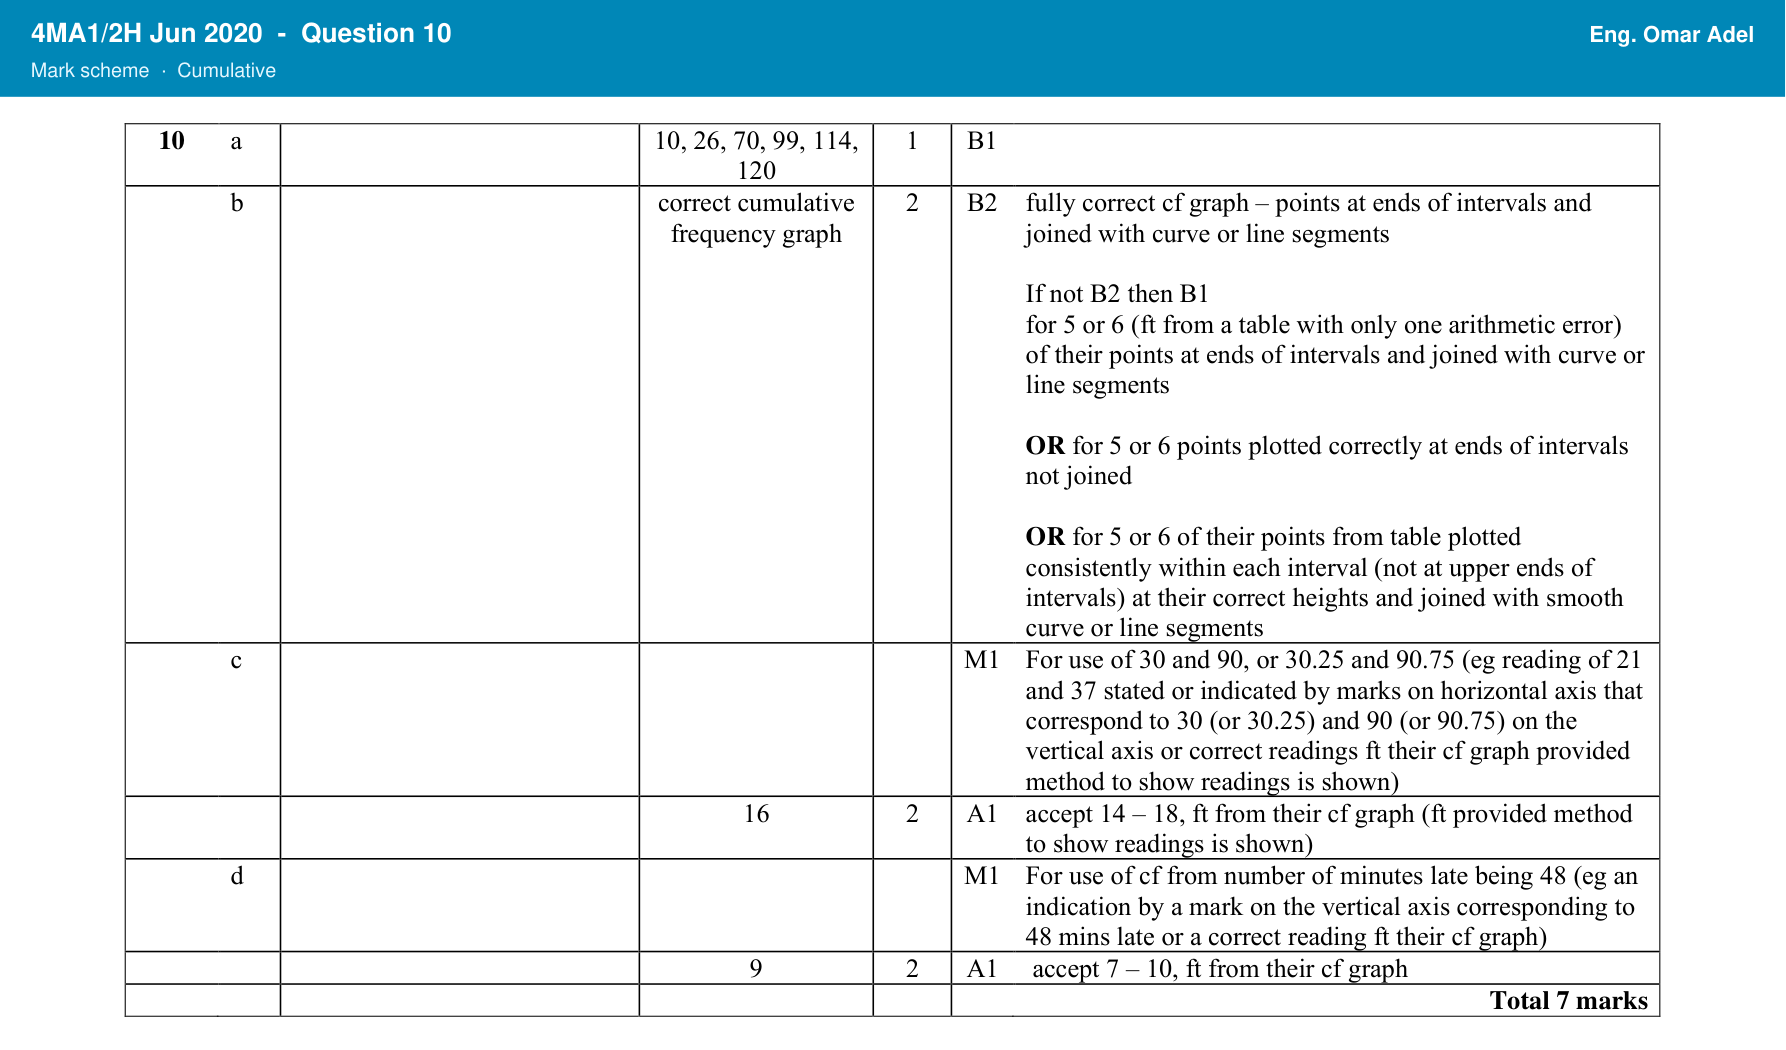 4MA1/2H Jun 2020 - Question 10
Eng. Omar Adel
Mark scheme · Cumulative
10 a 10, 26, 70, 99, 114, 1 B1
120
b correct cumulative 2 B2 fully correct cf graph – points at ends of intervals and
frequency graph joined with curve or line segments
If not B2 then B1
for 5 or 6 (ft from a table with only one arithmetic error)
of their points at ends of intervals and joined with curve or
line segments
OR for 5 or 6 points plotted correctly at ends of intervals
not joined
OR for 5 or 6 of their points from table plotted
consistently within each interval (not at upper ends of
intervals) at their correct heights and joined with smooth
curve or line segments
c M1 For use of 30 and 90, or 30.25 and 90.75 (eg reading of 21
and 37 stated or indicated by marks on horizontal axis that
correspond to 30 (or 30.25) and 90 (or 90.75) on the
vertical axis or correct readings ft their cf graph provided
method to show readings is shown)
16 2 A1 accept 14 – 18, ft from their cf graph (ft provided method
to show readings is shown)
d M1 For use of cf from number of minutes late being 48 (eg an
indication by a mark on the vertical axis corresponding to
48 mins late or a correct reading ft their cf graph)
9 2 A1 accept 7 – 10, ft from their cf graph
Total 7 marks